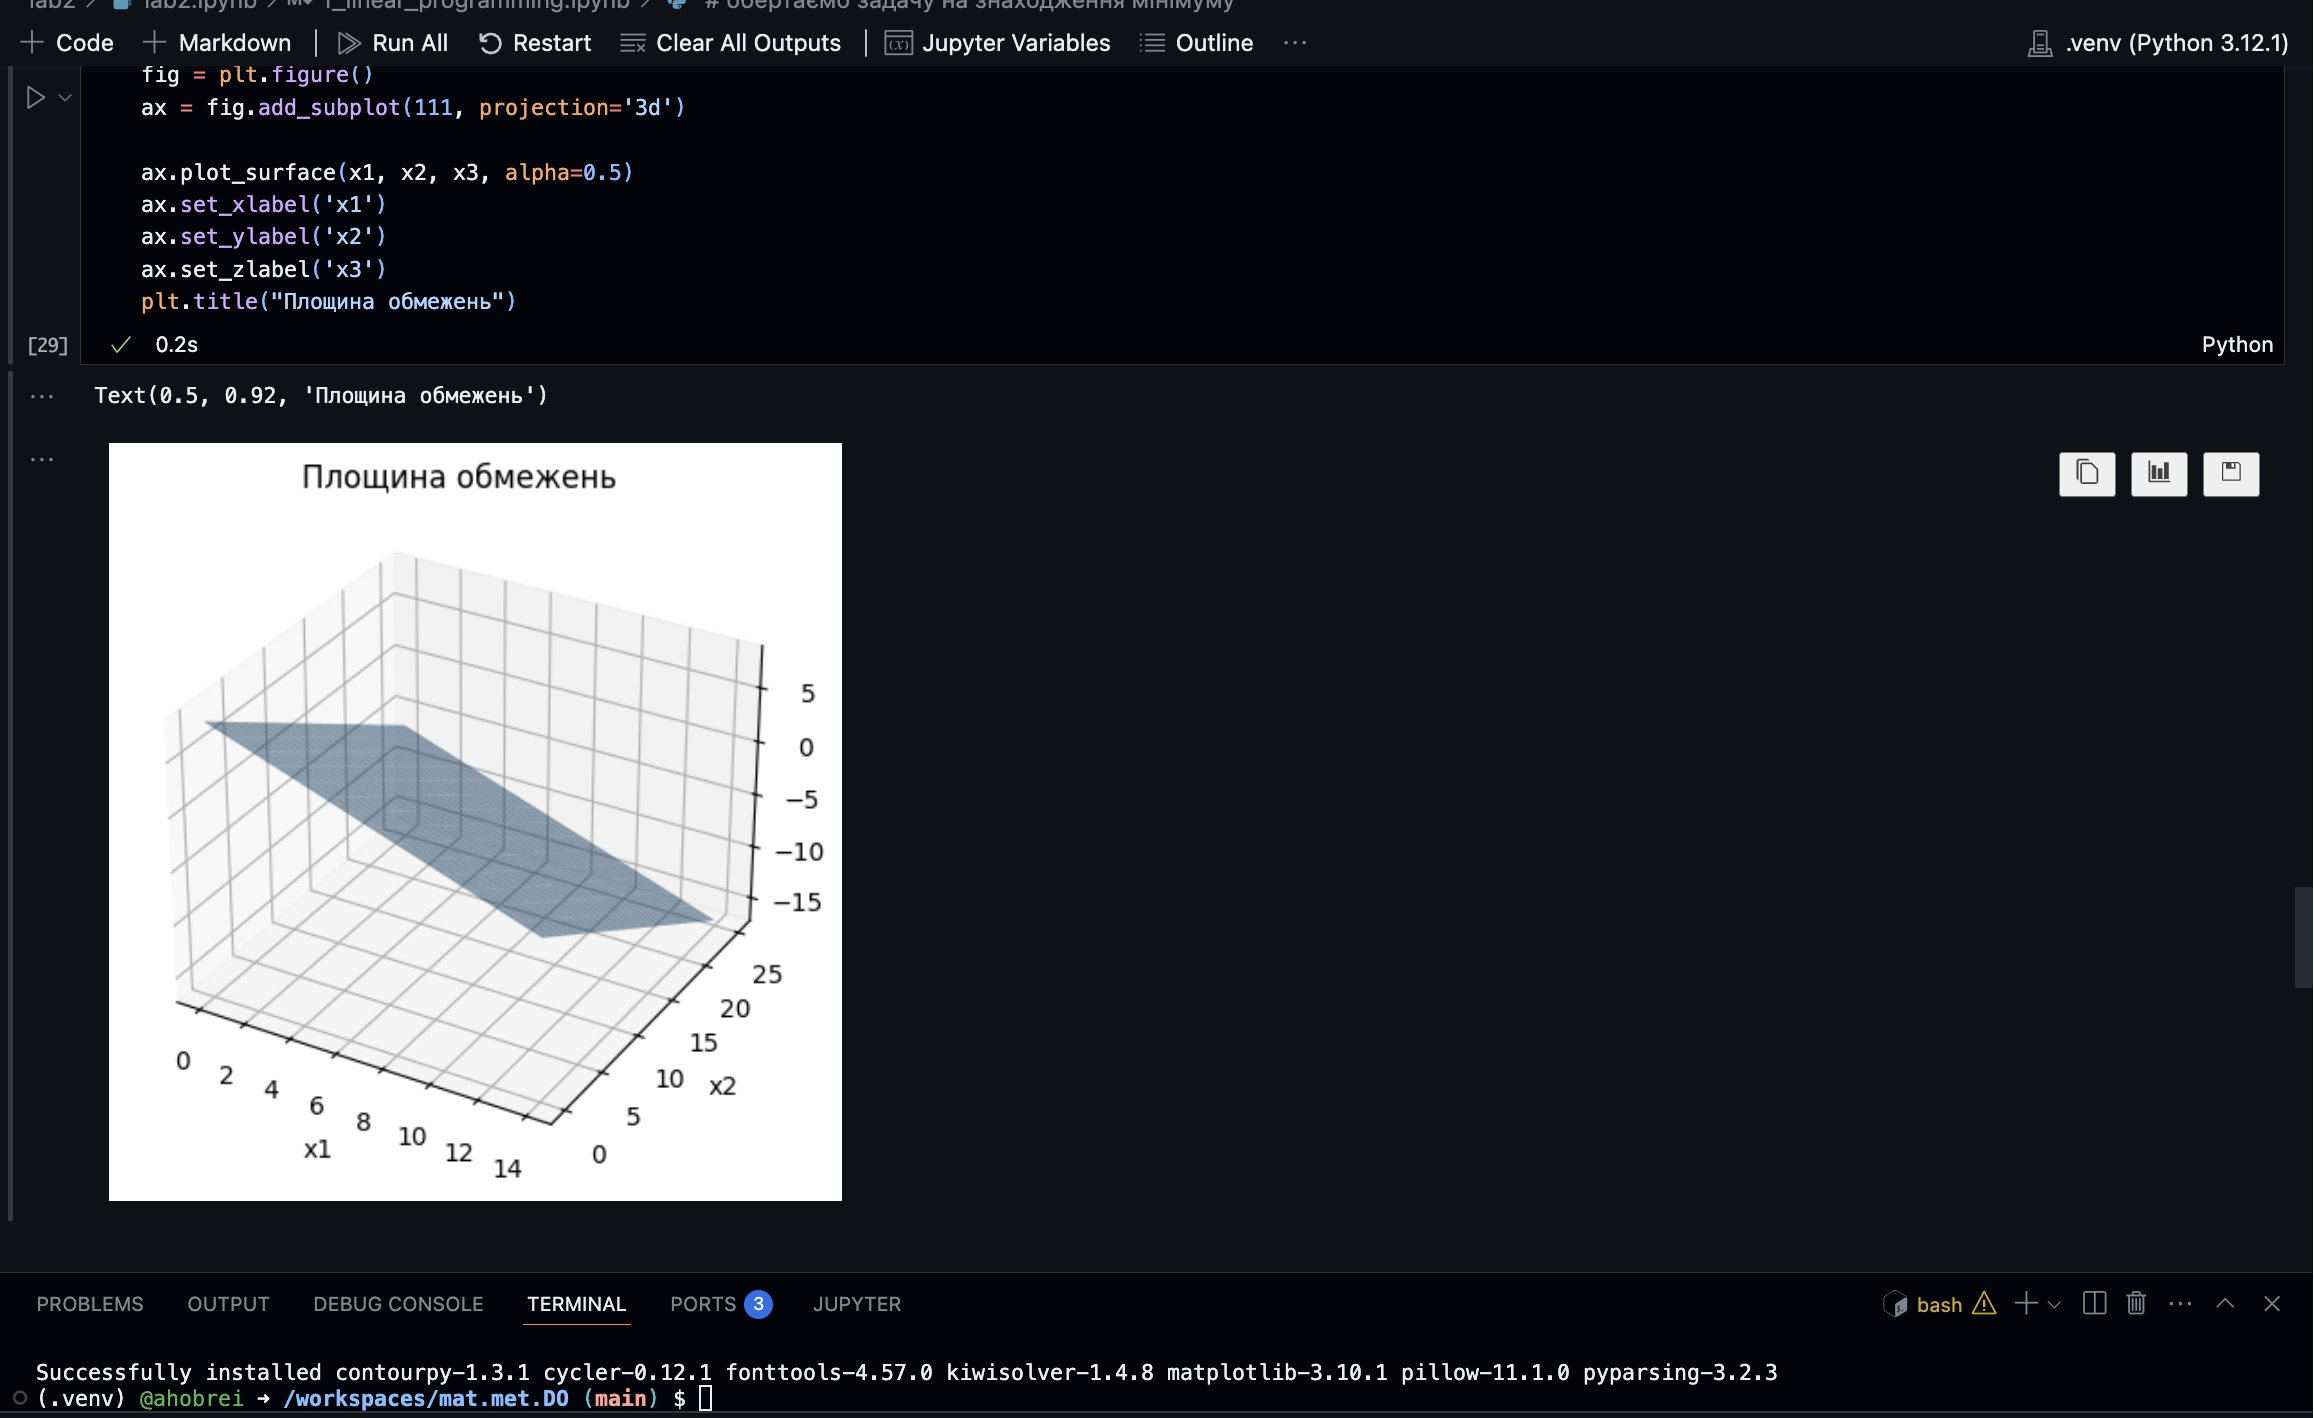 lab2 > lab2.ipynb > M↓ 1_linear_programming.ipynb > # обертаємо задачу на знаходження мінімуму
+ Code + Markdown | Run All Restart Clear All Outputs | Jupyter Variables Outline ··· .venv (Python 3.12.1)
fig = plt.figure()
ax = fig.add_subplot(111, projection='3d')
ax.plot_surface(x1, x2, x3, alpha=0.5)
ax.set_xlabel('x1')
ax.set_ylabel('x2')
ax.set_zlabel('x3')
plt.title("Площина обмежень")
[29] ✓ 0.2s Python
··· Text(0.5, 0.92, 'Площина обмежень')
···
Площина обмежень
5
0
−5
−10
−15
25
20
15
10
5
0
x2
0
2
4
6
8
10
12
14
x1
PROBLEMS OUTPUT DEBUG CONSOLE TERMINAL PORTS 3 JUPYTER bash
Successfully installed contourpy-1.3.1 cycler-0.12.1 fonttools-4.57.0 kiwisolver-1.4.8 matplotlib-3.10.1 pillow-11.1.0 pyparsing-3.2.3
(.venv) @ahobrei → /workspaces/mat.met.DO (main) $